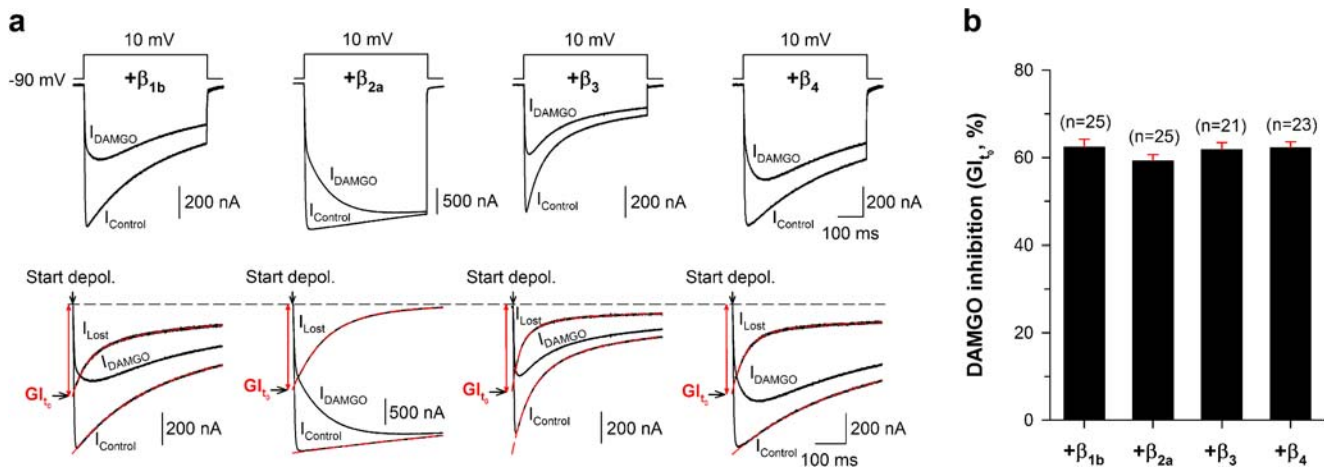 a
10 mV 10 mV 10 mV 10 mV
-90 mV +β1b +β2a +β3 +β4
IDAMGO IDAMGO IDAMGO IDAMGO
IControl IControl IControl IControl
200 nA 500 nA 200 nA 200 nA
100 ms
Start depol. Start depol. Start depol. Start depol.
ILost ILost ILost ILost
IDAMGO IDAMGO IDAMGO IDAMGO
GIt0 GIt0 GIt0 GIt0
IControl IControl IControl IControl
200 nA 500 nA 200 nA 200 nA
100 ms
b
DAMGO inhibition (GIt0, %)
80
60
40
20
0
(n=25) (n=25) (n=21) (n=23)
+β1b +β2a +β3 +β4